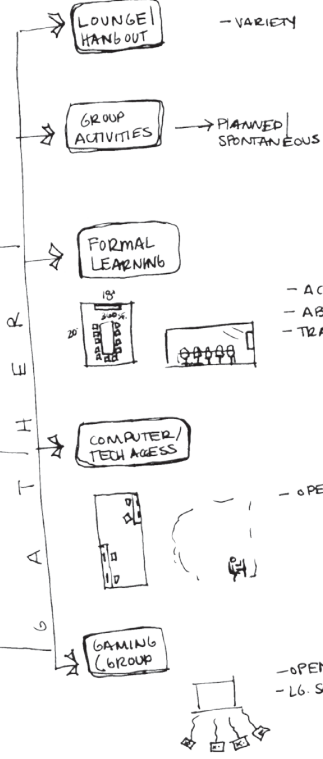 LOUNGE/
HANGOUT
- VARIETY
GROUP
ACTIVITIES
PLANNED/
SPONTANEOUS
FORMAL
LEARNING
18'
20'
- AC
- AB
- TRA
COMPUTER/
TECH ACCESS
- OPE
GAMING
(GROUP
- OPEN
- LG. S
GATHER